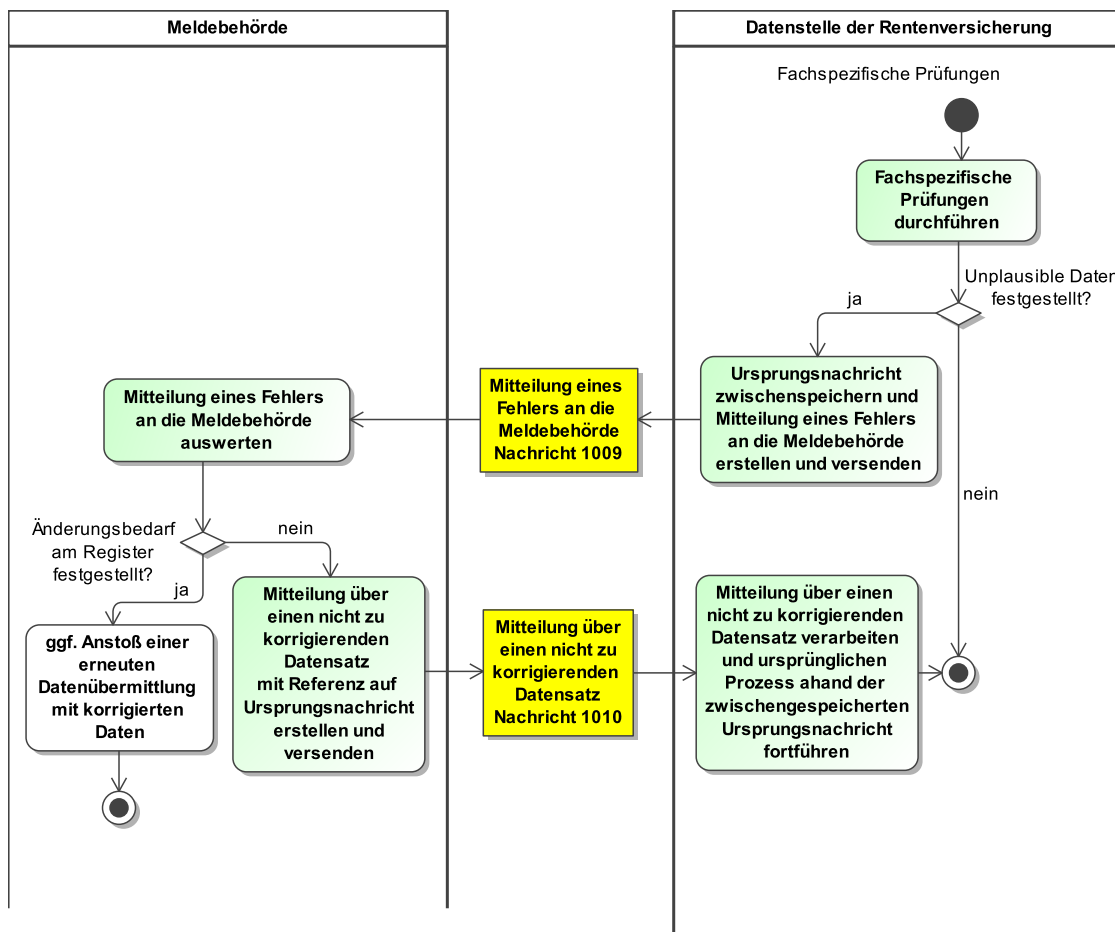 Meldebehörde
Datenstelle der Rentenversicherung
Fachspezifische Prüfungen
Fachspezifische
Prüfungen
durchführen
Unplausible Daten
festgestellt?
ja
nein
Ursprungsnachricht
zwischenspeichern und
Mitteilung eines Fehlers
an die Meldebehörde
erstellen und versenden
Mitteilung eines
Fehlers an die
Meldebehörde
Nachricht 1009
Mitteilung eines Fehlers
an die Meldebehörde
auswerten
Änderungsbedarf
am Register
festgestellt?
nein
ja
ggf. Anstoß einer
erneuten
Datenübermittlung
mit korrigierten
Daten
Mitteilung über
einen nicht zu
korrigierenden
Datensatz
mit Referenz auf
Ursprungsnachricht
erstellen und
versenden
Mitteilung über
einen nicht zu
korrigierenden
Datensatz
Nachricht 1010
Mitteilung über einen
nicht zu korrigierenden
Datensatz verarbeiten
und ursprünglichen
Prozess ahand der
zwischengespeicherten
Ursprungsnachricht
fortführen